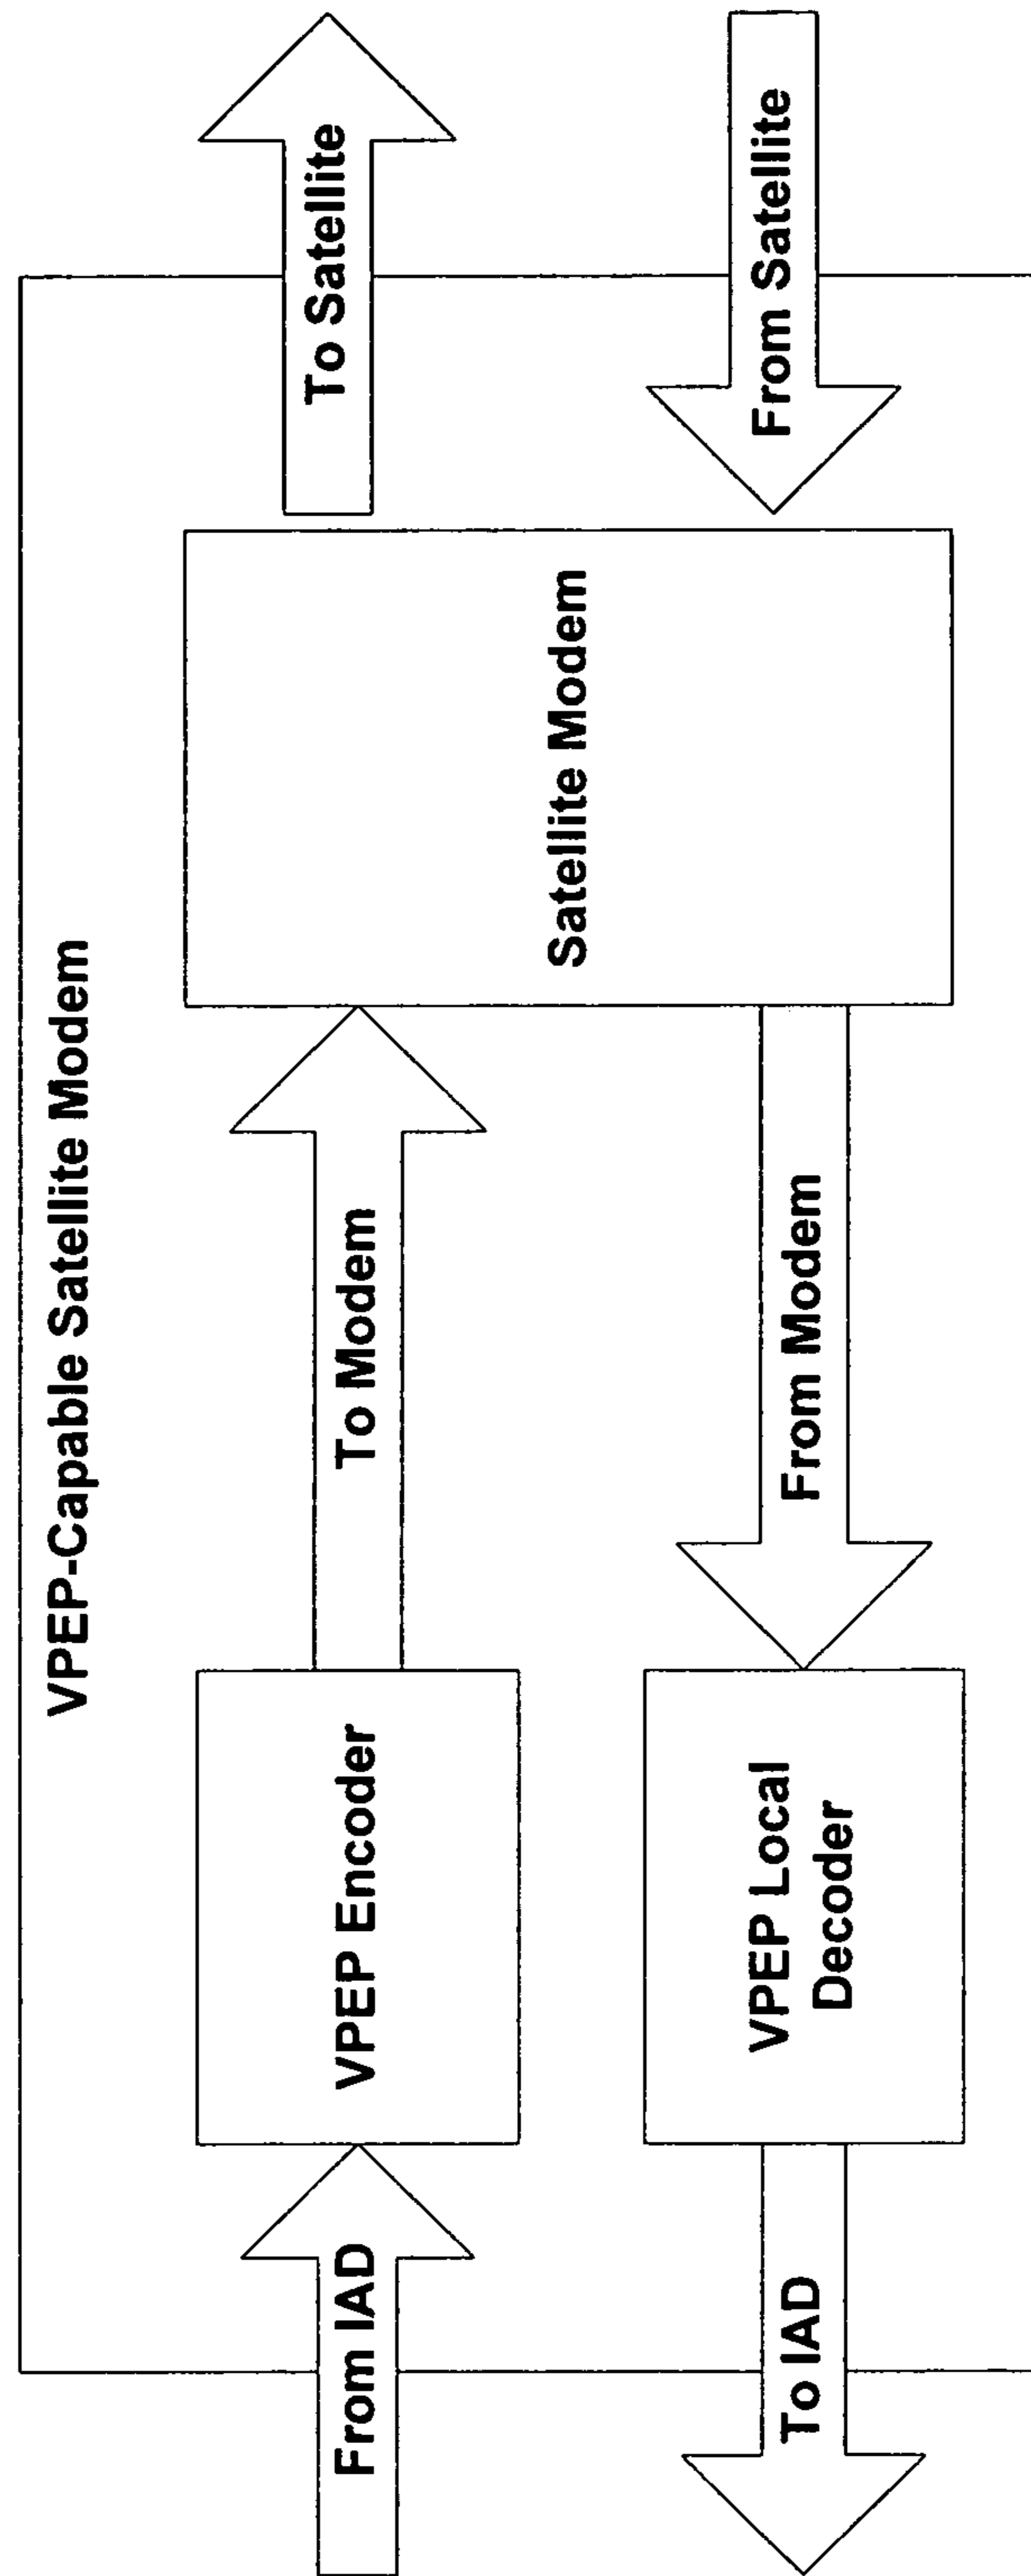 VPEP-Capable Satellite Modem
From IAD
VPEP Encoder
To Modem
Satellite Modem
To Satellite
To IAD
VPEP Local
Decoder
From Modem
From Satellite